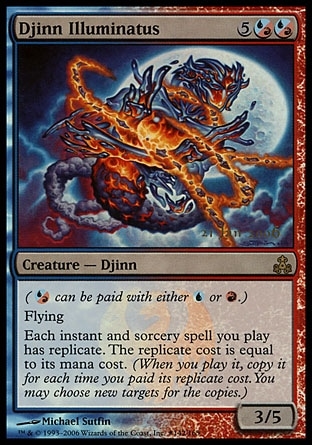 Djinn Illuminatus 5
Creature — Djinn
( can be paid with either or .)
Flying
Each instant and sorcery spell you play
has replicate. The replicate cost is equal
to its mana cost. (When you play it, copy it
for each time you paid its replicate cost. You
may choose new targets for the copies.)
3/5
Michael Sutfin
™ & © 1993–2006 Wizards of the Coast, Inc.